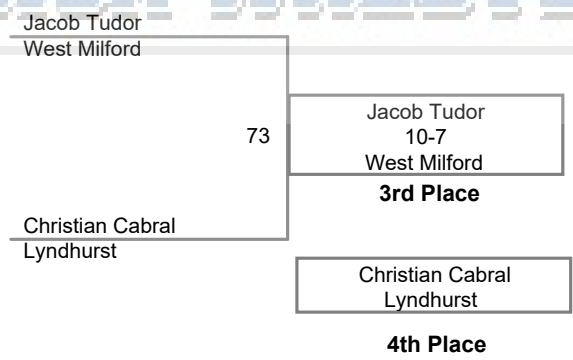 Jacob Tudor
West Milford
73
Jacob Tudor
10-7
West Milford
3rd Place
Christian Cabral
Lyndhurst
Christian Cabral
Lyndhurst
4th Place